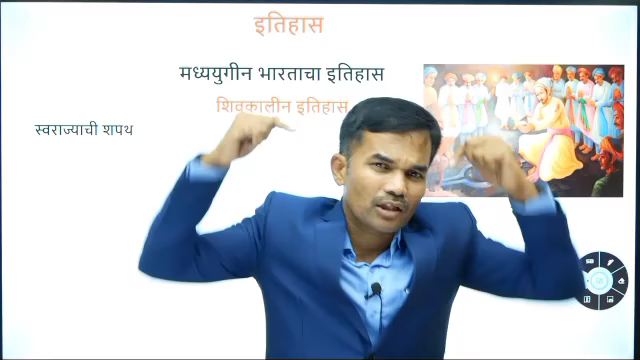 इतिहास
मध्ययुगीन भारताचा इतिहास
शिवकालीन इतिहास
स्वराज्याची शपथ